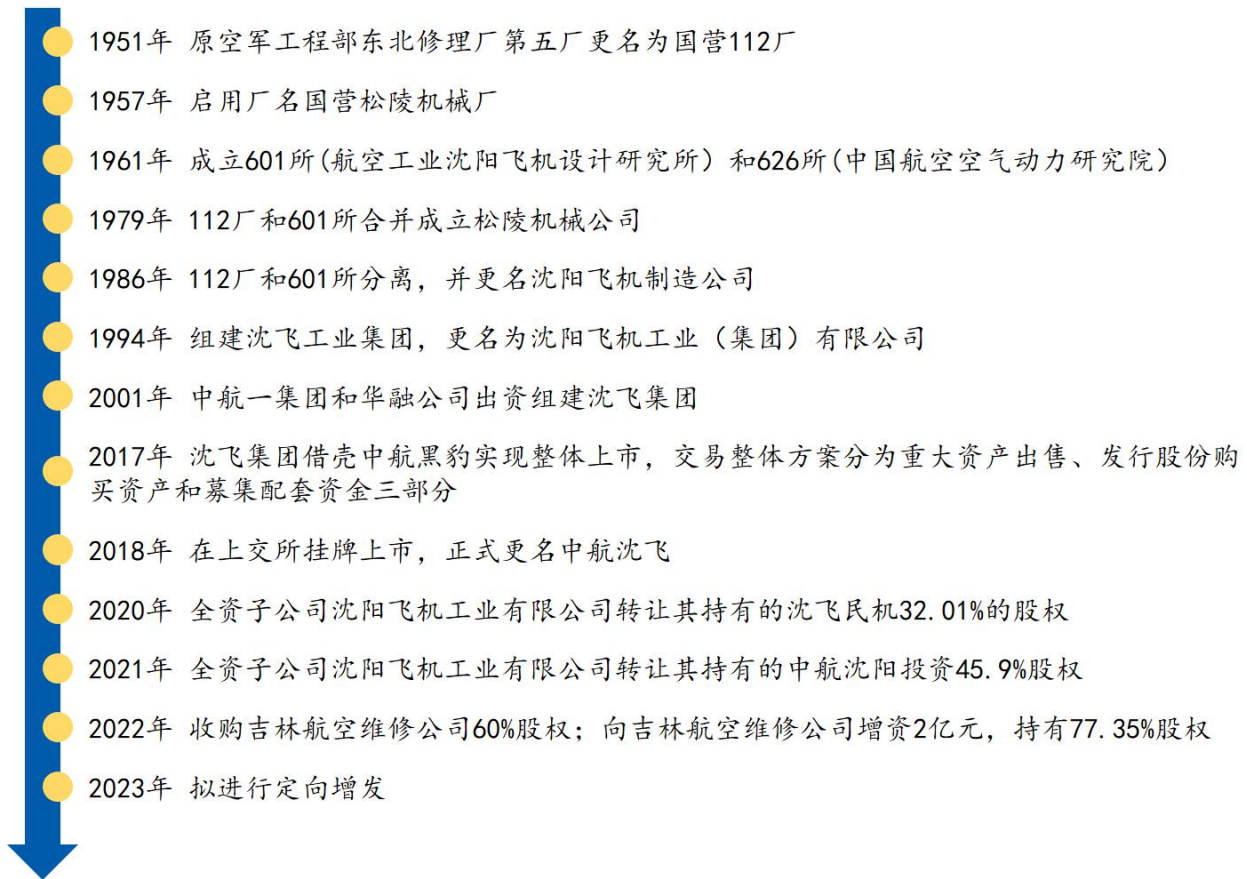 1951年 原空军工程部东北修理厂第五厂更名为国营112厂
1957年 启用厂名国营松陵机械厂
1961年 成立601所(航空工业沈阳飞机设计研究所）和626所(中国航空空气动力研究院）
1979年 112厂和601所合并成立松陵机械公司
1986年 112厂和601所分离，并更名沈阳飞机制造公司
1994年 组建沈飞工业集团，更名为沈阳飞机工业（集团）有限公司
2001年 中航一集团和华融公司出资组建沈飞集团
2017年 沈飞集团借壳中航黑豹实现整体上市，交易整体方案分为重大资产出售、发行股份购
买资产和募集配套资金三部分
2018年 在上交所挂牌上市，正式更名中航沈飞
2020年 全资子公司沈阳飞机工业有限公司转让其持有的沈飞民机32.01%的股权
2021年 全资子公司沈阳飞机工业有限公司转让其持有的中航沈阳投资45.9%股权
2022年 收购吉林航空维修公司60%股权；向吉林航空维修公司增资2亿元，持有77.35%股权
2023年 拟进行定向增发